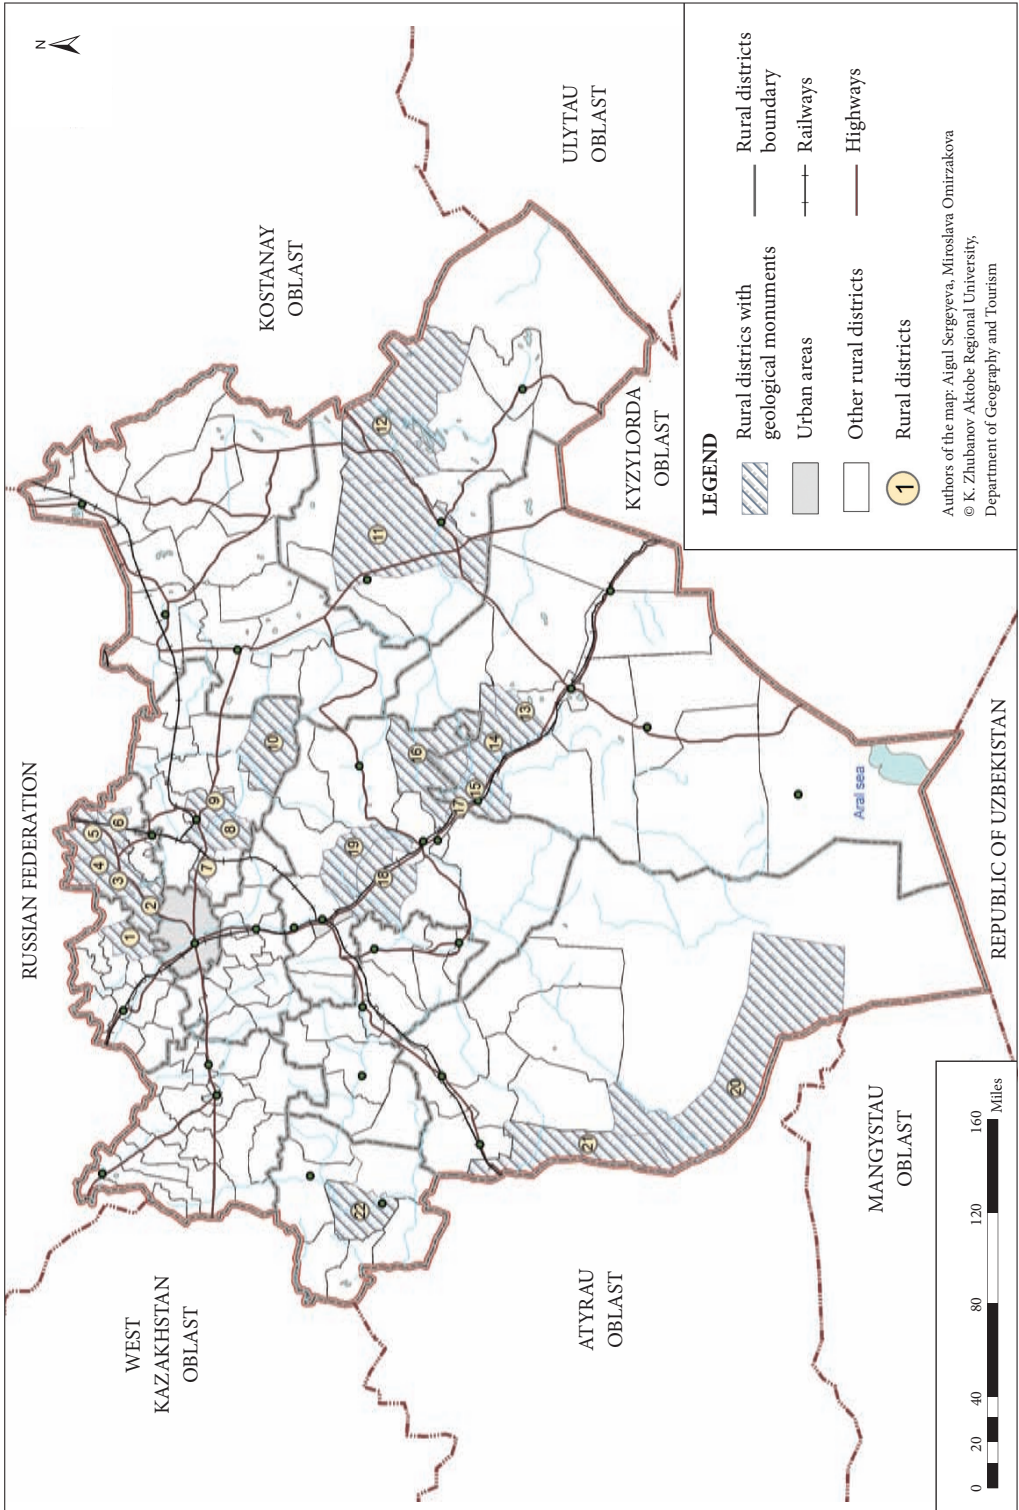 N
RUSSIAN FEDERATION
KOSTANAY
OBLAST
ULYTAU
OBLAST
WEST
KAZAKHSTAN
OBLAST
ATYRAU
OBLAST
MANGYSTAU
OBLAST
KYZYLORDA
OBLAST
REPUBLIC OF UZBEKISTAN
Aral sea
1
2
3
4
5
6
7
8
9
10
11
12
13
14
15
16
17
18
19
20
21
22
LEGEND
Rural districs with
geological monuments
Urban areas
Other rural districts
1
Rural districts
Rural districts
boundary
Railways
Highways
Authors of the map: Aigul Sergeyeva, Miroslava Omirzakova
© K. Zhubanov Aktobe Regional University,
Department of Geography and Tourism
0 20 40 80 120 160
Miles